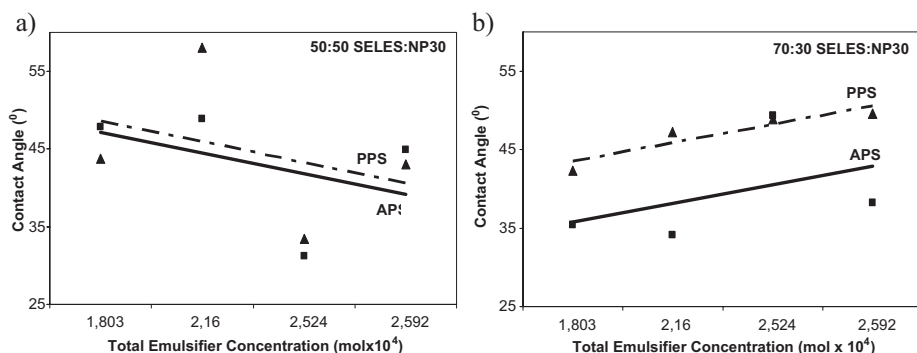 a)
50:50 SELES:NP30
55
45
35
25
Contact Angle (⁰)
PPS
APS
1,803 2,16 2,524 2,592
Total Emulsifier Concentration (molx10⁴)
b)
70:30 SELES:NP30
55
45
35
25
Contact Angle (⁰)
PPS
APS
1,803 2,16 2,524 2,592
Total Emulsifier Concentration (mol x 10⁴)